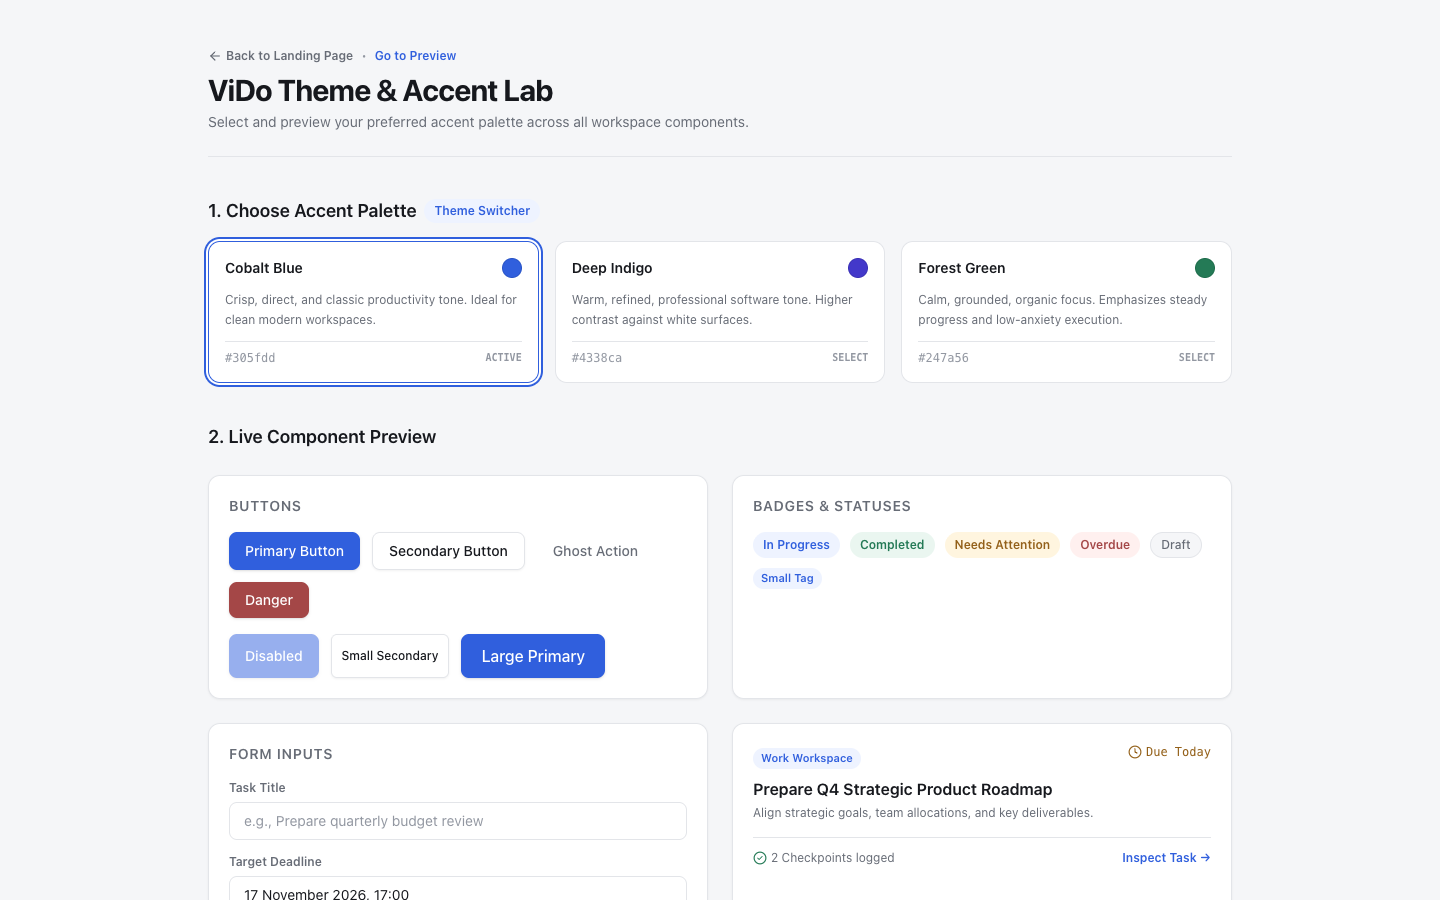 ← Back to Landing Page · Go to Preview
ViDo Theme & Accent Lab
Select and preview your preferred accent palette across all workspace components.
1. Choose Accent Palette Theme Switcher
Cobalt Blue
Crisp, direct, and classic productivity tone. Ideal for
clean modern workspaces.
#305fdd ACTIVE
Deep Indigo
Warm, refined, professional software tone. Higher
contrast against white surfaces.
#4338ca SELECT
Forest Green
Calm, grounded, organic focus. Emphasizes steady
progress and low-anxiety execution.
#247a56 SELECT
2. Live Component Preview
BUTTONS
Primary Button Secondary Button Ghost Action
Danger
Disabled Small Secondary Large Primary
BADGES & STATUSES
In Progress Completed Needs Attention Overdue Draft
Small Tag
FORM INPUTS
Task Title
e.g., Prepare quarterly budget review
Target Deadline
17 November 2026, 17:00
Work Workspace Due Today
Prepare Q4 Strategic Product Roadmap
Align strategic goals, team allocations, and key deliverables.
2 Checkpoints logged Inspect Task →